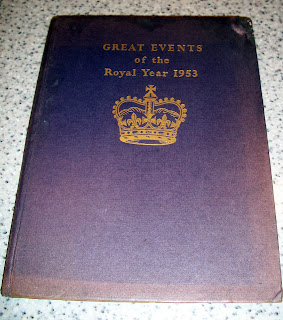 GREAT EVENTS
of the
Royal Year 1953